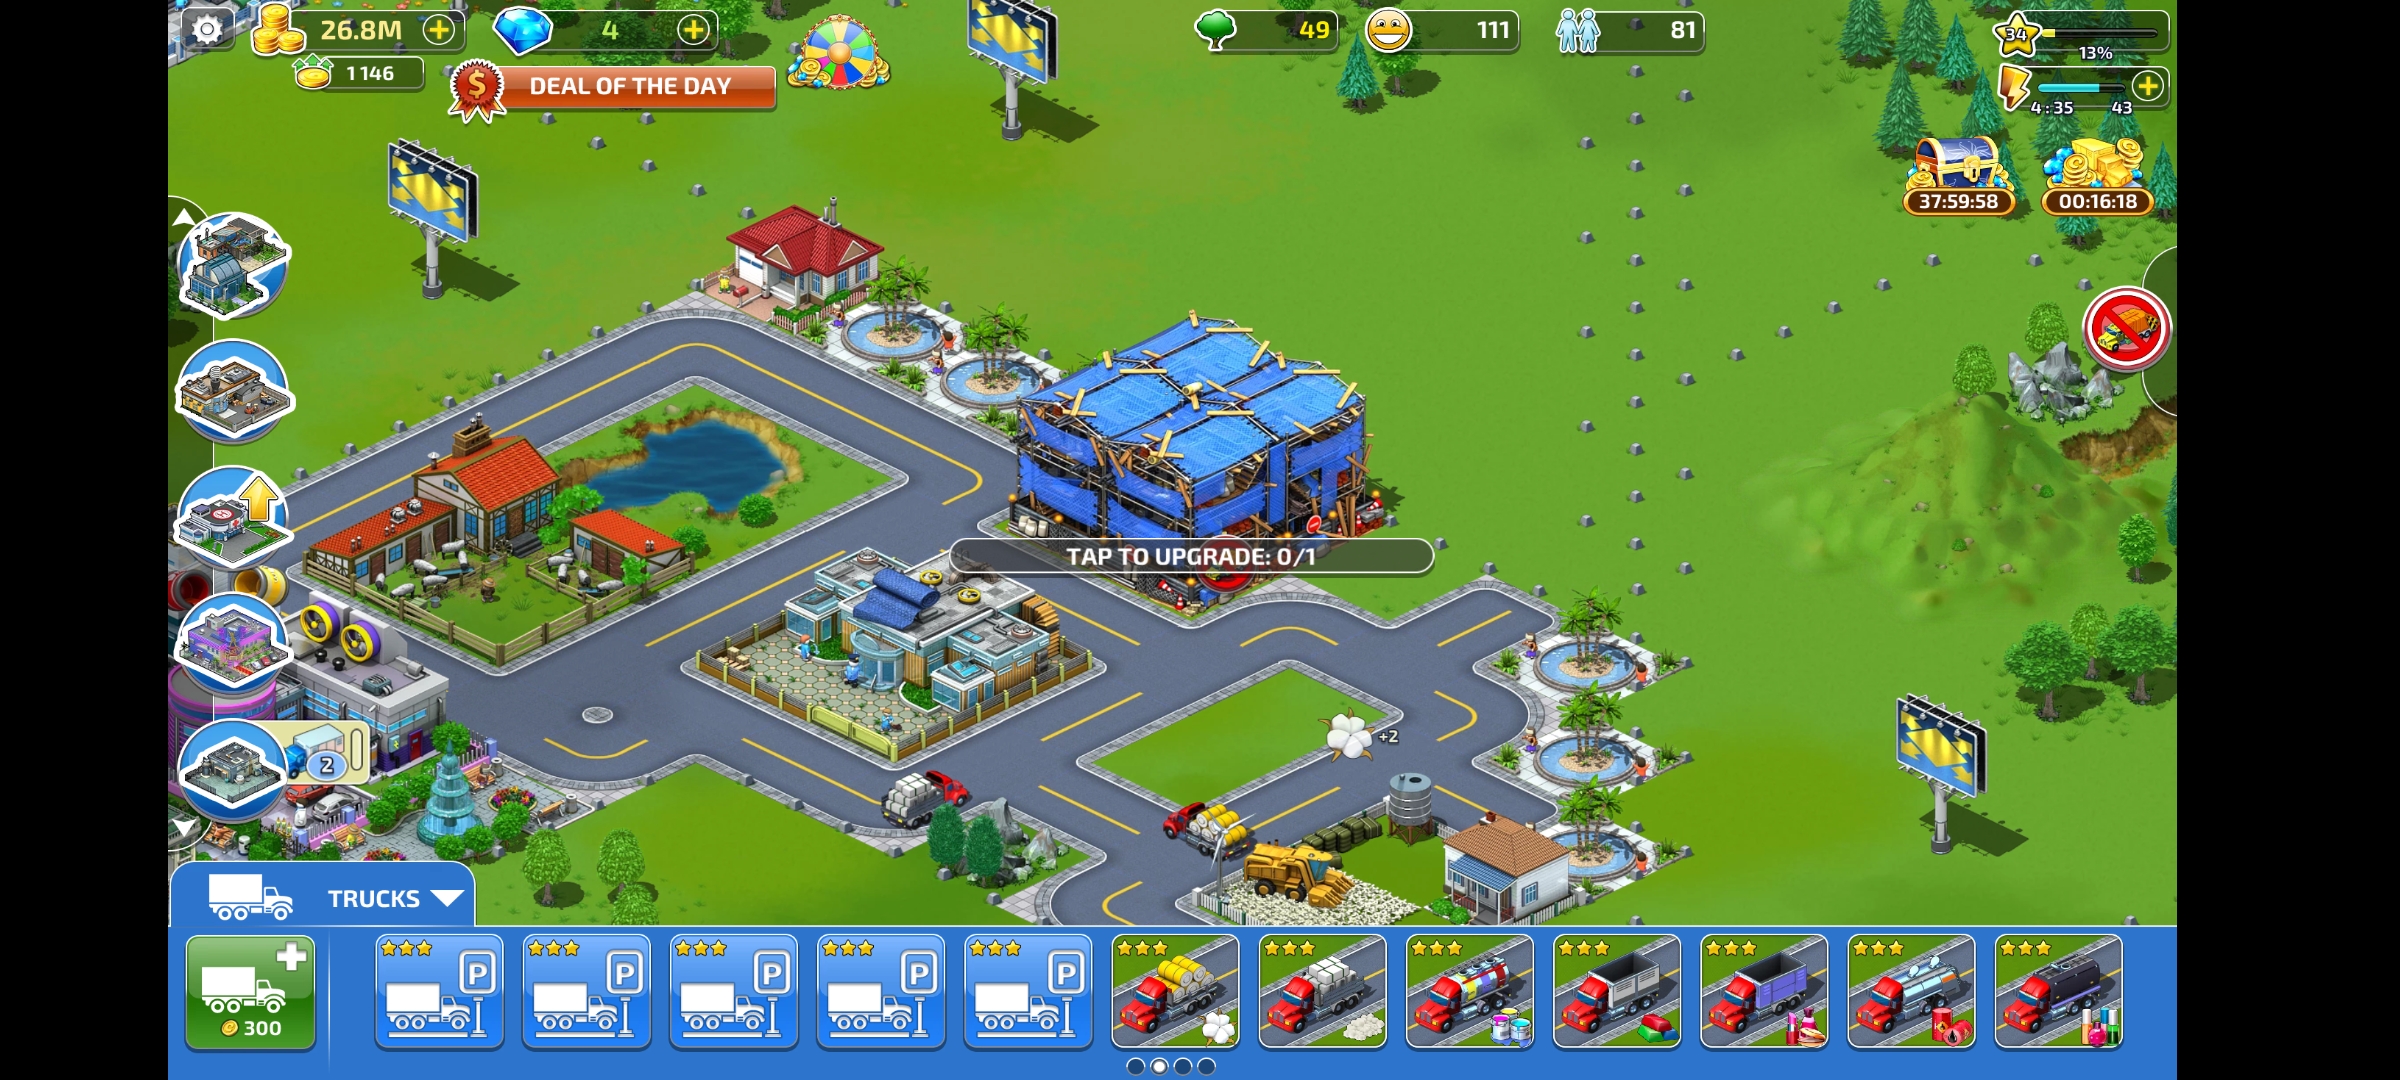 26.8M
4
49
111
81
34
13%
1146
DEAL OF THE DAY
4:35
43
37:59:58
00:16:18
TAP TO UPGRADE: 0/1
+2
2
TRUCKS
300
P
P
P
P
P